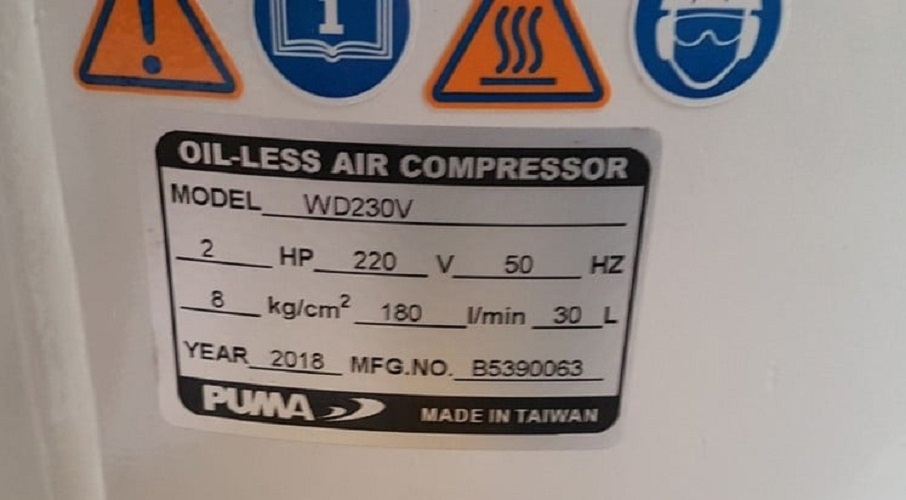 1
OIL-LESS AIR COMPRESSOR
MODEL WD230V
2 HP 220 V 50 HZ
8 kg/cm² 180 l/min 30 L
YEAR 2018 MFG.NO. B5390063
PUMA MADE IN TAIWAN